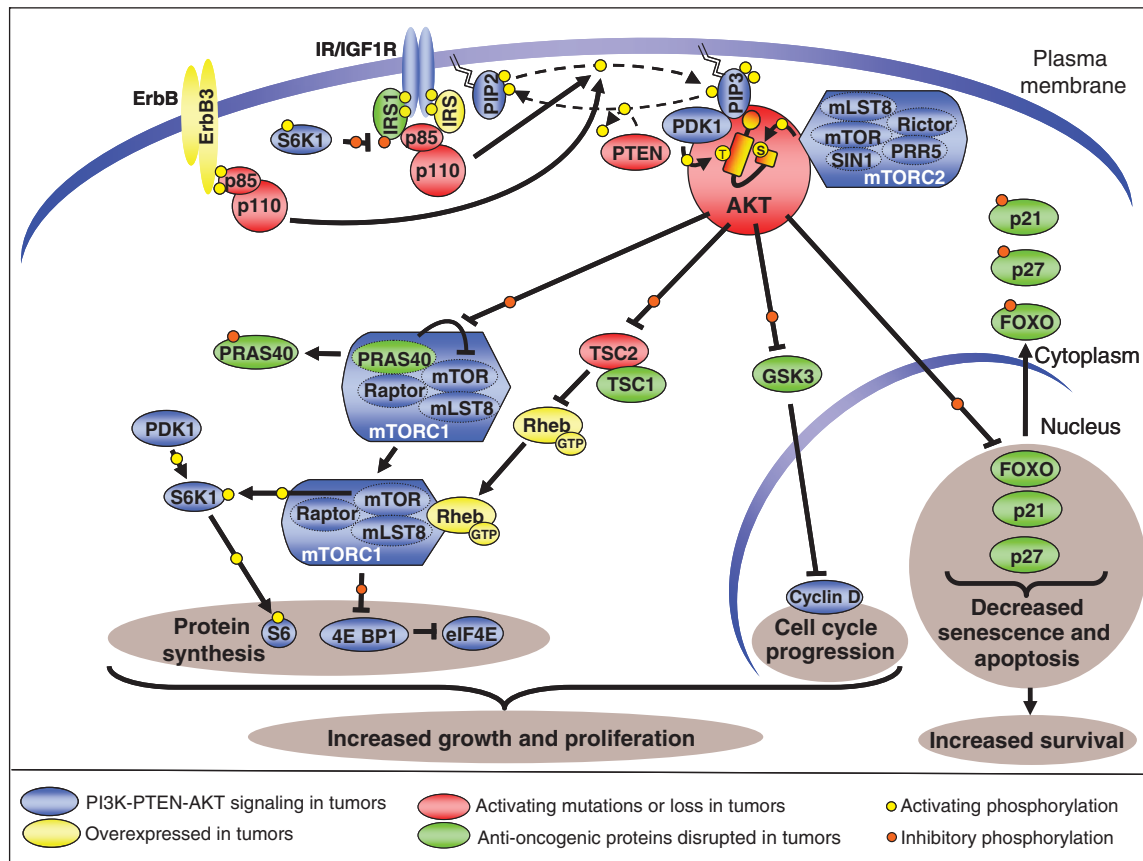 IR/IGF1R
Plasma
membrane
ErbB
ErbB3
S6K1
IRS1
IRS
PIP2
PIP3
p85
p110
p85
p110
PTEN
PDK1
T
S
AKT
mLST8
Rictor
mTOR
SIN1
PRR5
mTORC2
p21
p27
FOXO
Cytoplasm
Nucleus
PRAS40
PRAS40
mTOR
Raptor
mLST8
mTORC1
TSC2
TSC1
GSK3
Rheb
GTP
PDK1
S6K1
mTOR
Raptor
mLST8
mTORC1
Rheb
GTP
FOXO
p21
p27
Decreased
senescence and
apoptosis
Protein
synthesis
S6
4E BP1
eIF4E
Cyclin D
Cell cycle
progression
Increased growth and proliferation
Increased survival
PI3K-PTEN-AKT signaling in tumors
Activating mutations or loss in tumors
Activating phosphorylation
Overexpressed in tumors
Anti-oncogenic proteins disrupted in tumors
Inhibitory phosphorylation